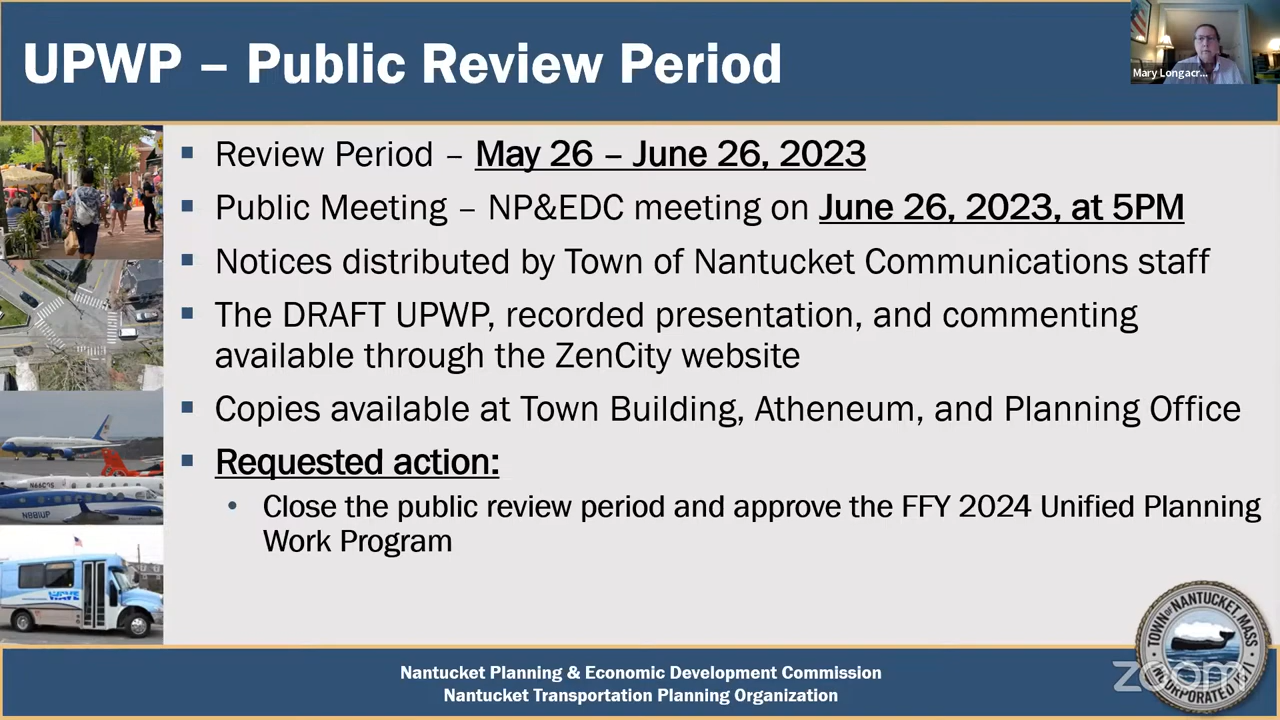 UPWP – Public Review Period
Mary Longacr...
▪ Review Period – May 26 – June 26, 2023
▪ Public Meeting – NP&EDC meeting on June 26, 2023, at 5PM
▪ Notices distributed by Town of Nantucket Communications staff
▪ The DRAFT UPWP, recorded presentation, and commenting
available through the ZenCity website
▪ Copies available at Town Building, Atheneum, and Planning Office
▪ Requested action:
• Close the public review period and approve the FFY 2024 Unified Planning
Work Program
WAVE
Nantucket Planning & Economic Development Commission
Nantucket Transportation Planning Organization
TOWN OF NANTUCKET, MASS
INCORPORATED 1671
zoom